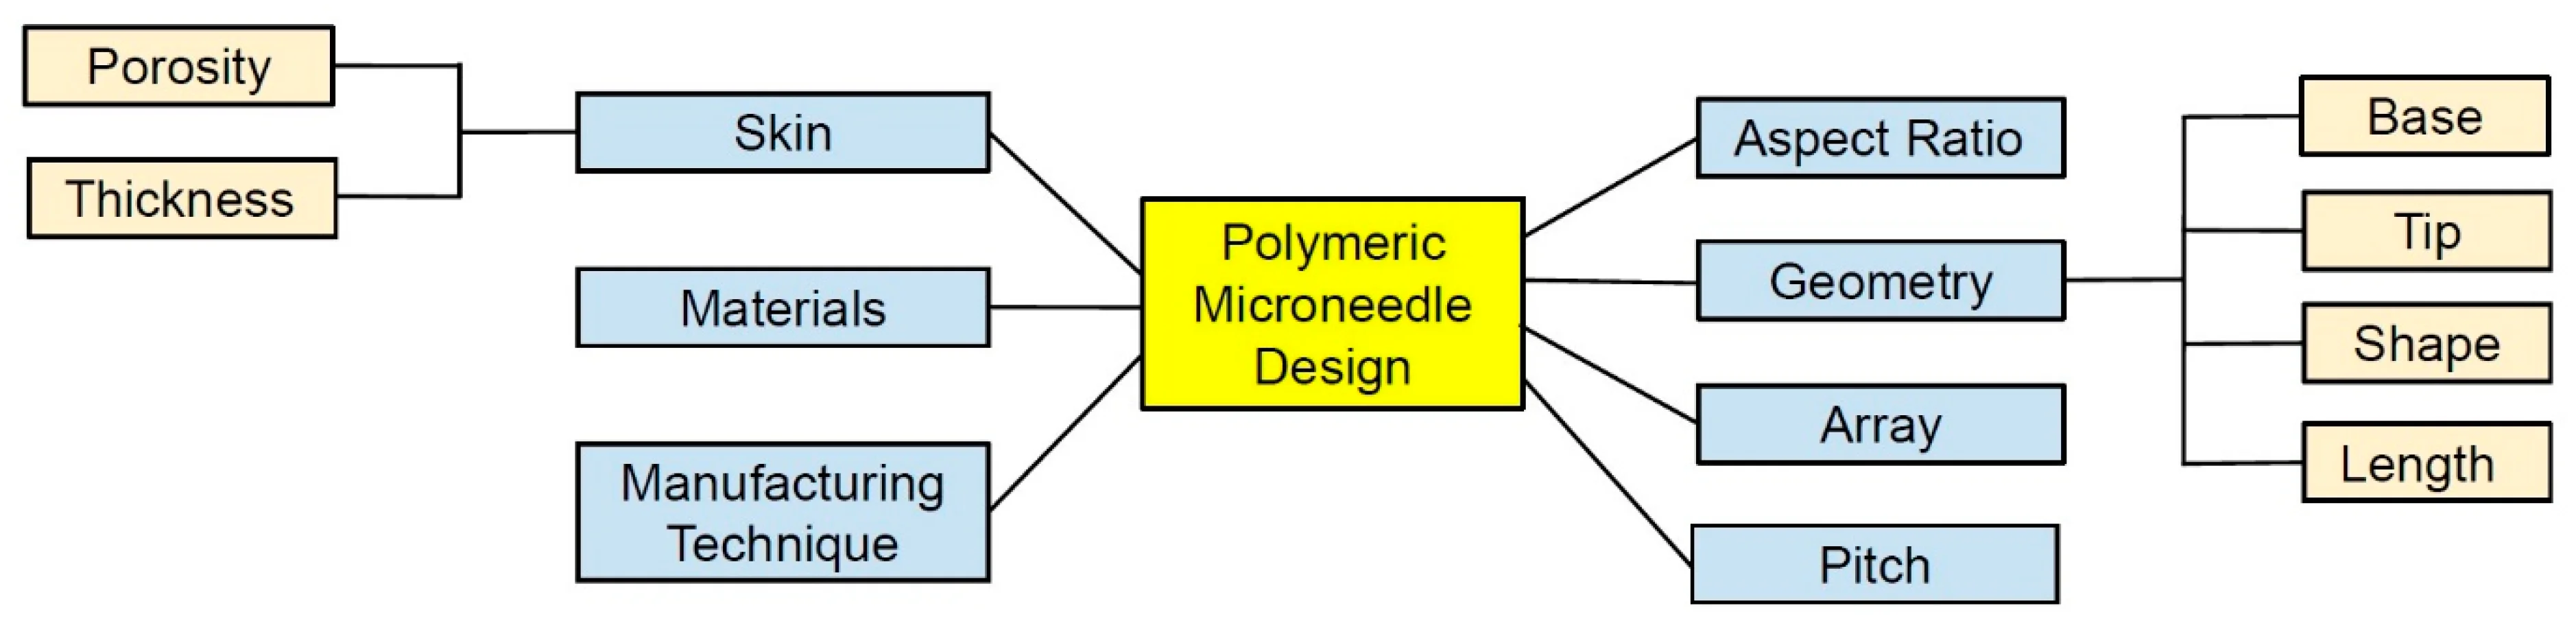 Porosity
Thickness
Skin
Materials
Manufacturing
Technique
Polymeric
Microneedle
Design
Aspect Ratio
Geometry
Array
Pitch
Base
Tip
Shape
Length